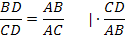 BD/CD = AB/AC | · CD/AB